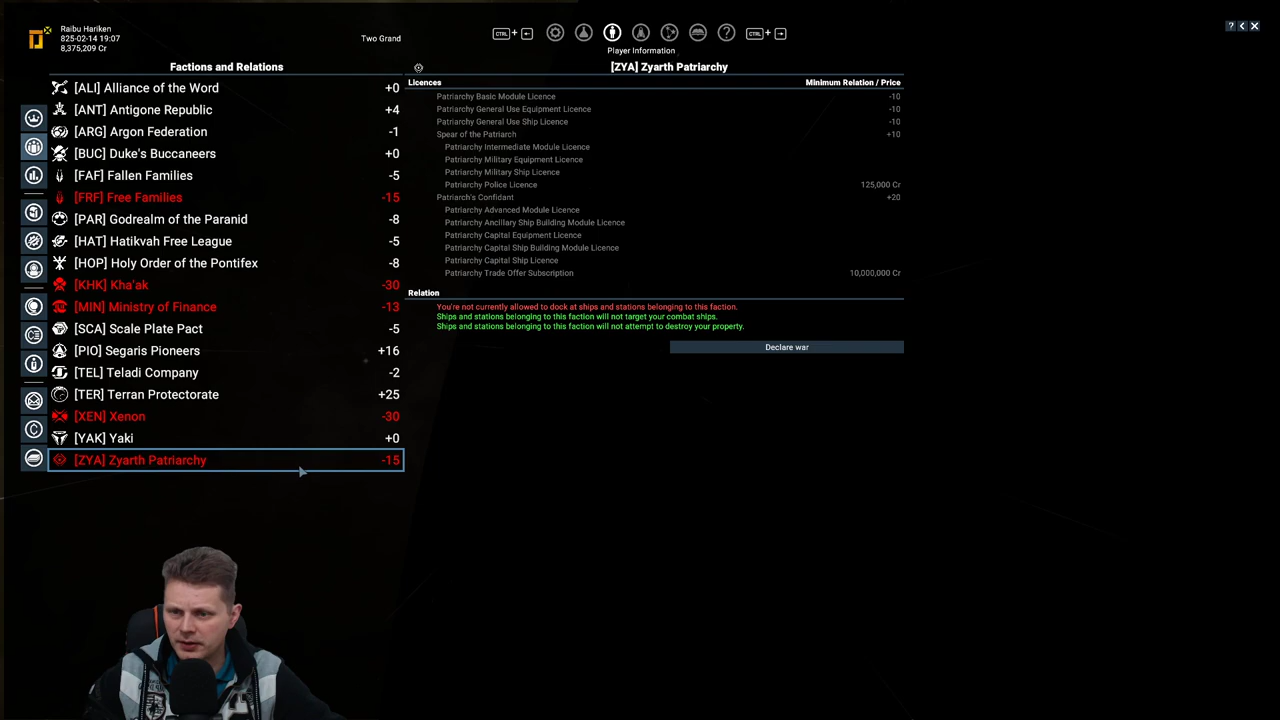 Raibu Hariken
825-02-14 19:07
8,375,209 Cr
Two Grand
CTRL +
CTRL +
Player Information
Factions and Relations
[ALI] Alliance of the Word +0
[ANT] Antigone Republic +4
[ARG] Argon Federation -1
[BUC] Duke's Buccaneers +0
[FAF] Fallen Families -5
[FRF] Free Families -15
[PAR] Godrealm of the Paranid -8
[HAT] Hatikvah Free League -5
[HOP] Holy Order of the Pontifex -8
[KHK] Kha'ak -30
[MIN] Ministry of Finance -13
[SCA] Scale Plate Pact -5
[PIO] Segaris Pioneers +16
[TEL] Teladi Company -2
[TER] Terran Protectorate +25
[XEN] Xenon -30
[YAK] Yaki +0
[ZYA] Zyarth Patriarchy -15
[ZYA] Zyarth Patriarchy
Licences Minimum Relation / Price
Patriarchy Basic Module Licence -10
Patriarchy General Use Equipment Licence -10
Patriarchy General Use Ship Licence -10
Spear of the Patriarch +10
Patriarchy Intermediate Module Licence
Patriarchy Military Equipment Licence
Patriarchy Military Ship Licence
Patriarchy Police Licence 125,000 Cr
Patriarch's Confidant +20
Patriarchy Advanced Module Licence
Patriarchy Ancillary Ship Building Module Licence
Patriarchy Capital Equipment Licence
Patriarchy Capital Ship Building Module Licence
Patriarchy Capital Ship Licence
Patriarchy Trade Offer Subscription 10,000,000 Cr
Relation
You're not currently allowed to dock at ships and stations belonging to this faction.
Ships and stations belonging to this faction will not target your combat ships.
Ships and stations belonging to this faction will not attempt to destroy your property.
Declare war